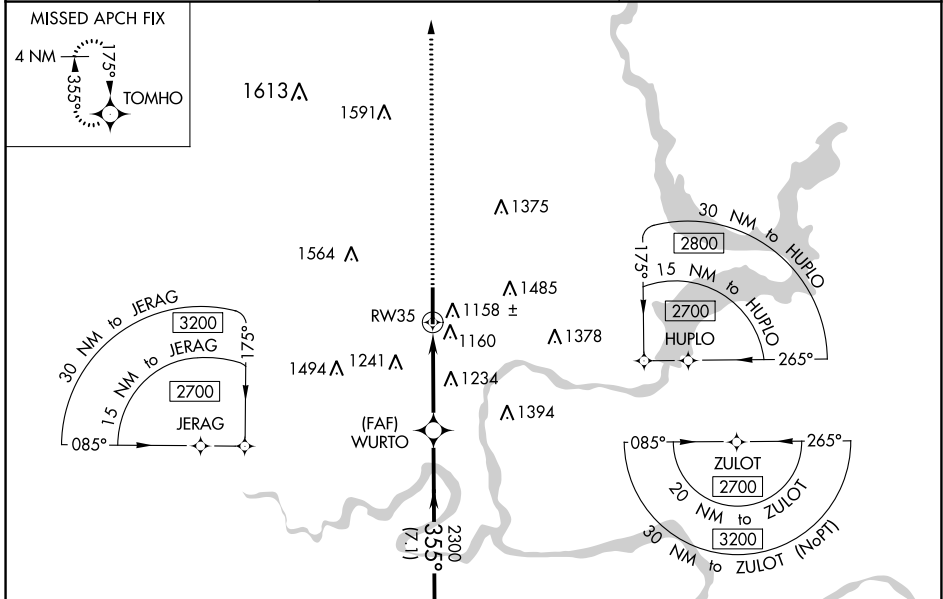 MISSED APCH FIX
4 NM
175°
355°
TOMHO
1613
1591
1375
1564
1485
RW35
1158 ±
1160
1378
1494
1241
1234
1394
(FAF)
WURTO
2300
355°
(7.1)
30 NM to JERAG
3200
175°
15 NM to JERAG
2700
JERAG
085°
30 NM to HUPLO
2800
175°
15 NM to HUPLO
2700
HUPLO
265°
085°
265°
ZULOT
2700
20 NM to ZULOT
3200
30 NM to ZULOT (NoPT)